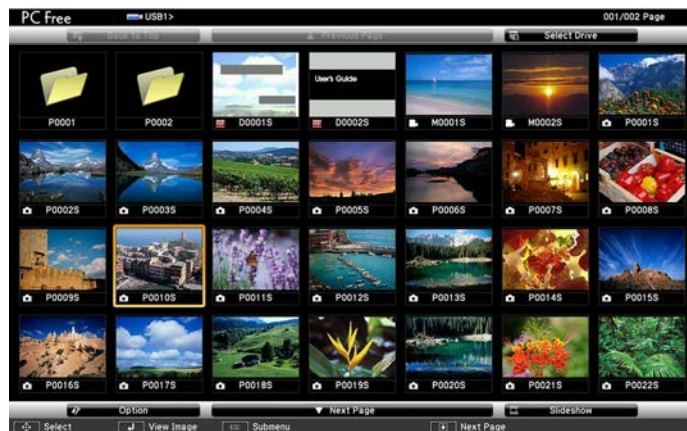 PC Free USB1> 001/002 Page
Back to Top ▲ Previous Page Select Drive
User's Guide
P0001 P0002 D0001S D0002S M0001S M0002S P0001S
P0002S P0003S P0004S P0005S P0006S P0007S P0008S
P0009S P0010S P0011S P0012S P0013S P0014S P0015S
P0016S P0017S P0018S P0019S P0020S P0021S P0022S
Option ▼ Next Page Slideshow
Select View Image Esc Submenu Next Page